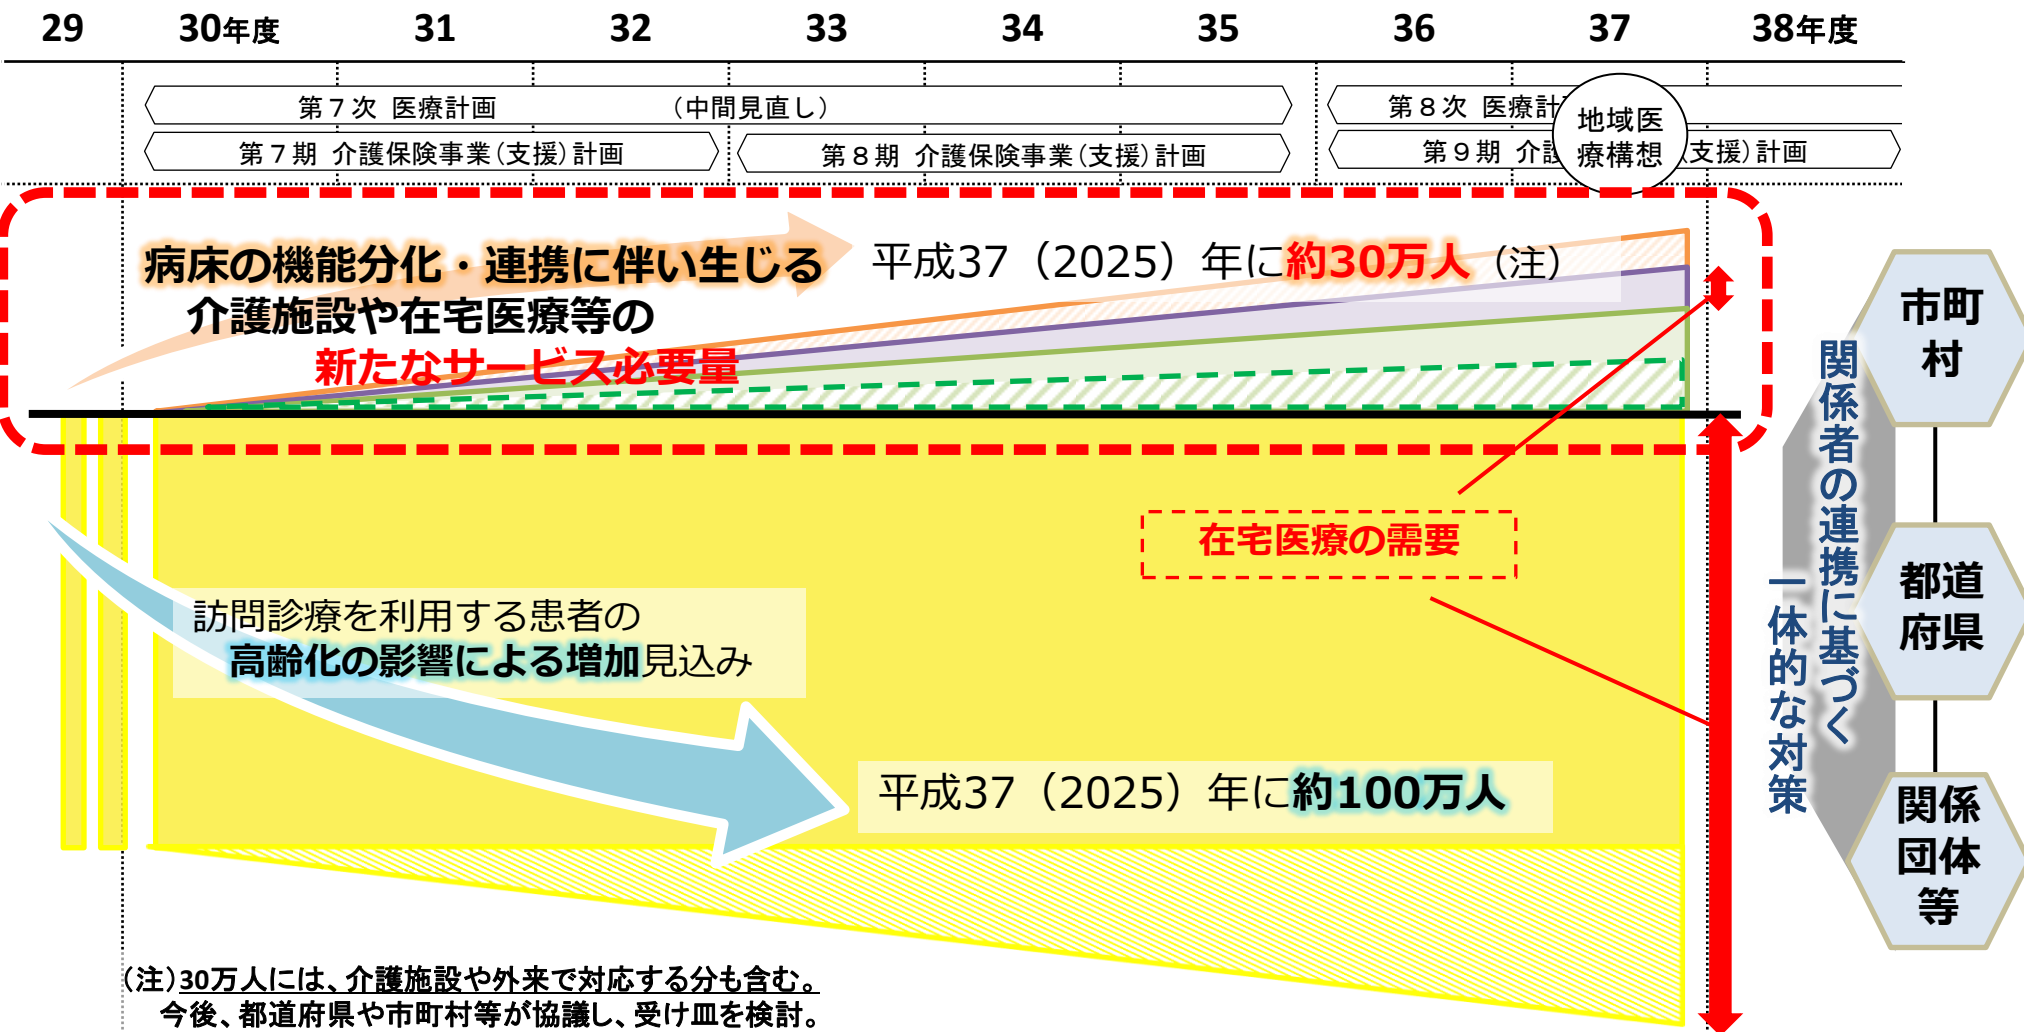 29 30年度 31 32 33 34 35 36 37 38年度
第７次 医療計画 （中間見直し）
第８次 医療計
第７期 介護保険事業（支援）計画
第８期 介護保険事業（支援）計画
第９期 介護 （支援）計画
地域医
療構想
病床の機能分化・連携に伴い生じる
介護施設や在宅医療等の
新たなサービス必要量
平成37（2025）年に約30万人（注）
在宅医療の需要
訪問診療を利用する患者の
高齢化の影響による増加見込み
平成37（2025）年に約100万人
関係者の連携に基づく
一体的な対策
市町
村
都道
府県
関係
団体
等
（注）30万人には、介護施設や外来で対応する分も含む。
今後、都道府県や市町村等が協議し、受け皿を検討。